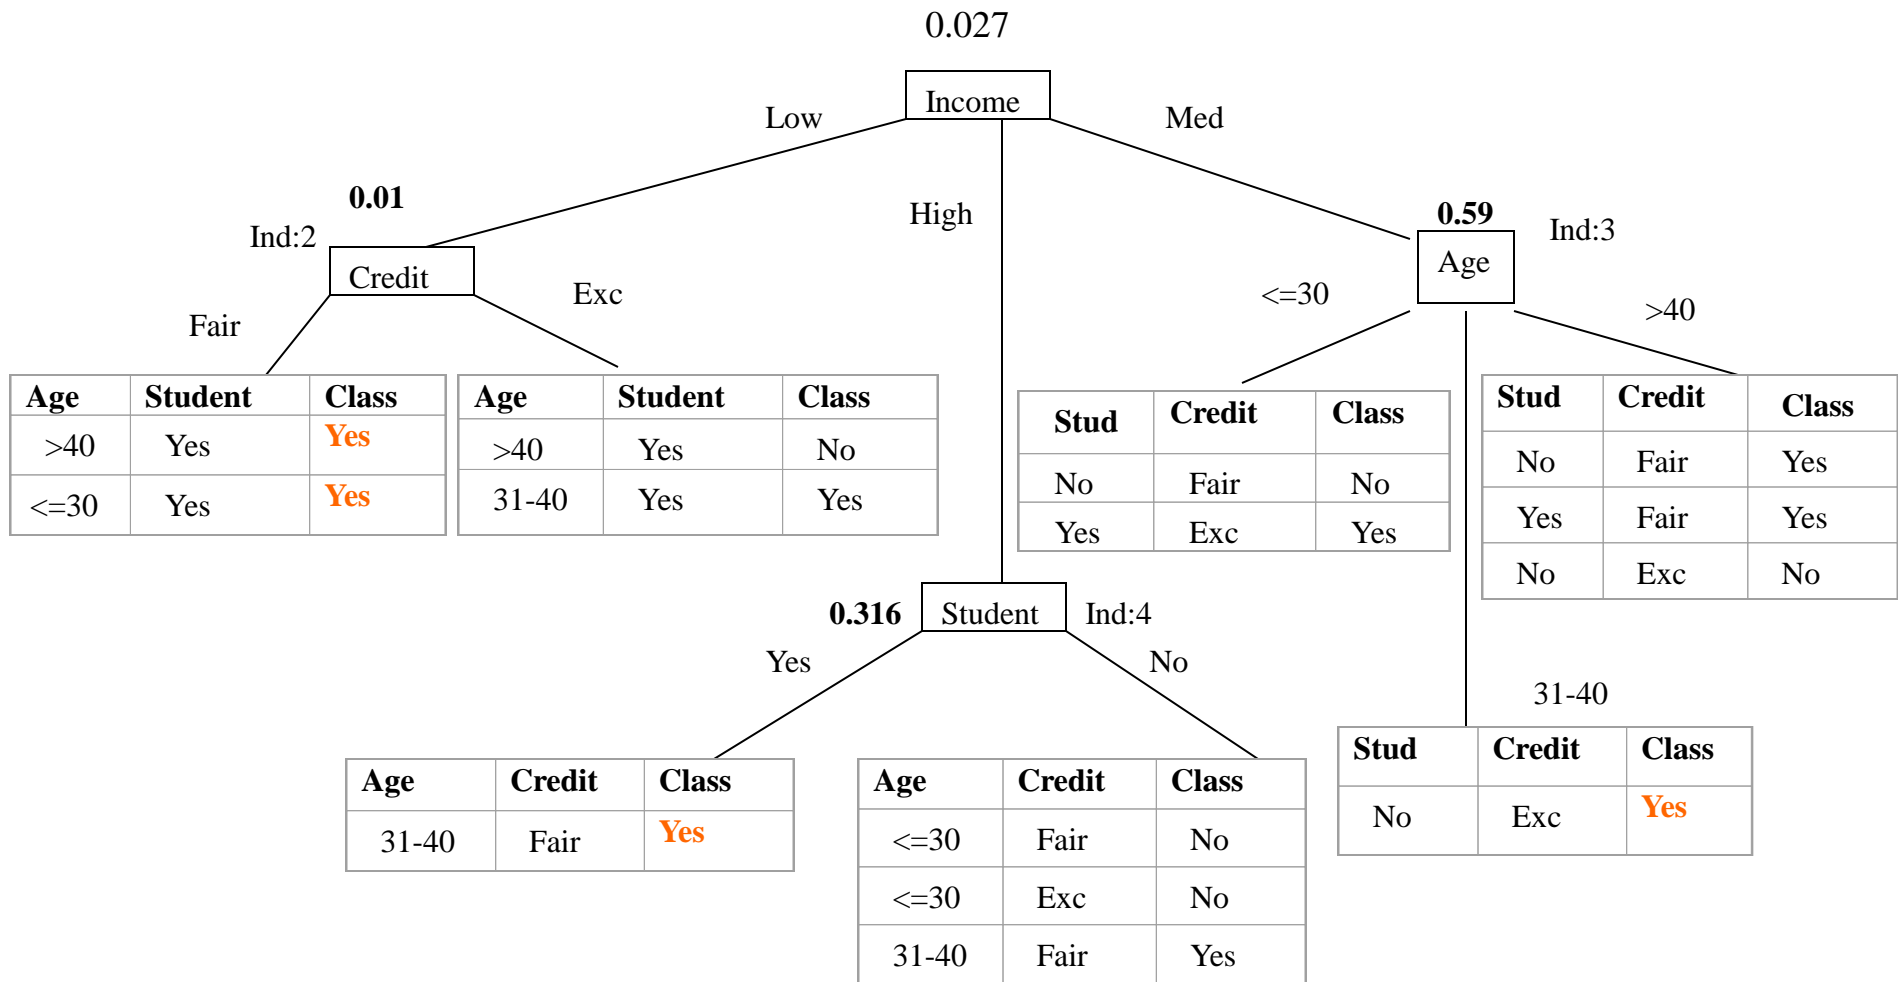 0.027
Income
Low
Med
High
0.01
Ind:2
Credit
Fair
Exc
0.59
Ind:3
Age
<=30
>40
Age Student Class
>40 Yes Yes
<=30 Yes Yes
Age Student Class
>40 Yes No
31-40 Yes Yes
Stud Credit Class
No Fair No
Yes Exc Yes
Stud Credit Class
No Fair Yes
Yes Fair Yes
No Exc No
0.316
Student
Ind:4
Yes
No
31-40
Age Credit Class
31-40 Fair Yes
Age Credit Class
<=30 Fair No
<=30 Exc No
31-40 Fair Yes
Stud Credit Class
No Exc Yes